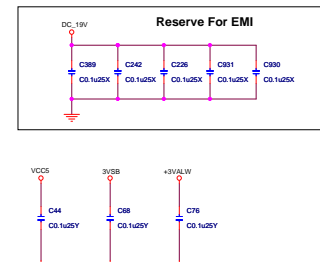 Reserve For EMI
DC_19V
C389 C242 C226 C931 C930
C0.1u25X C0.1u25X C0.1u25X C0.1u25X C0.1u25X
VCC5 3VSB +3VALW
C44 C68 C76
C0.1u25Y C0.1u25Y C0.1u25Y